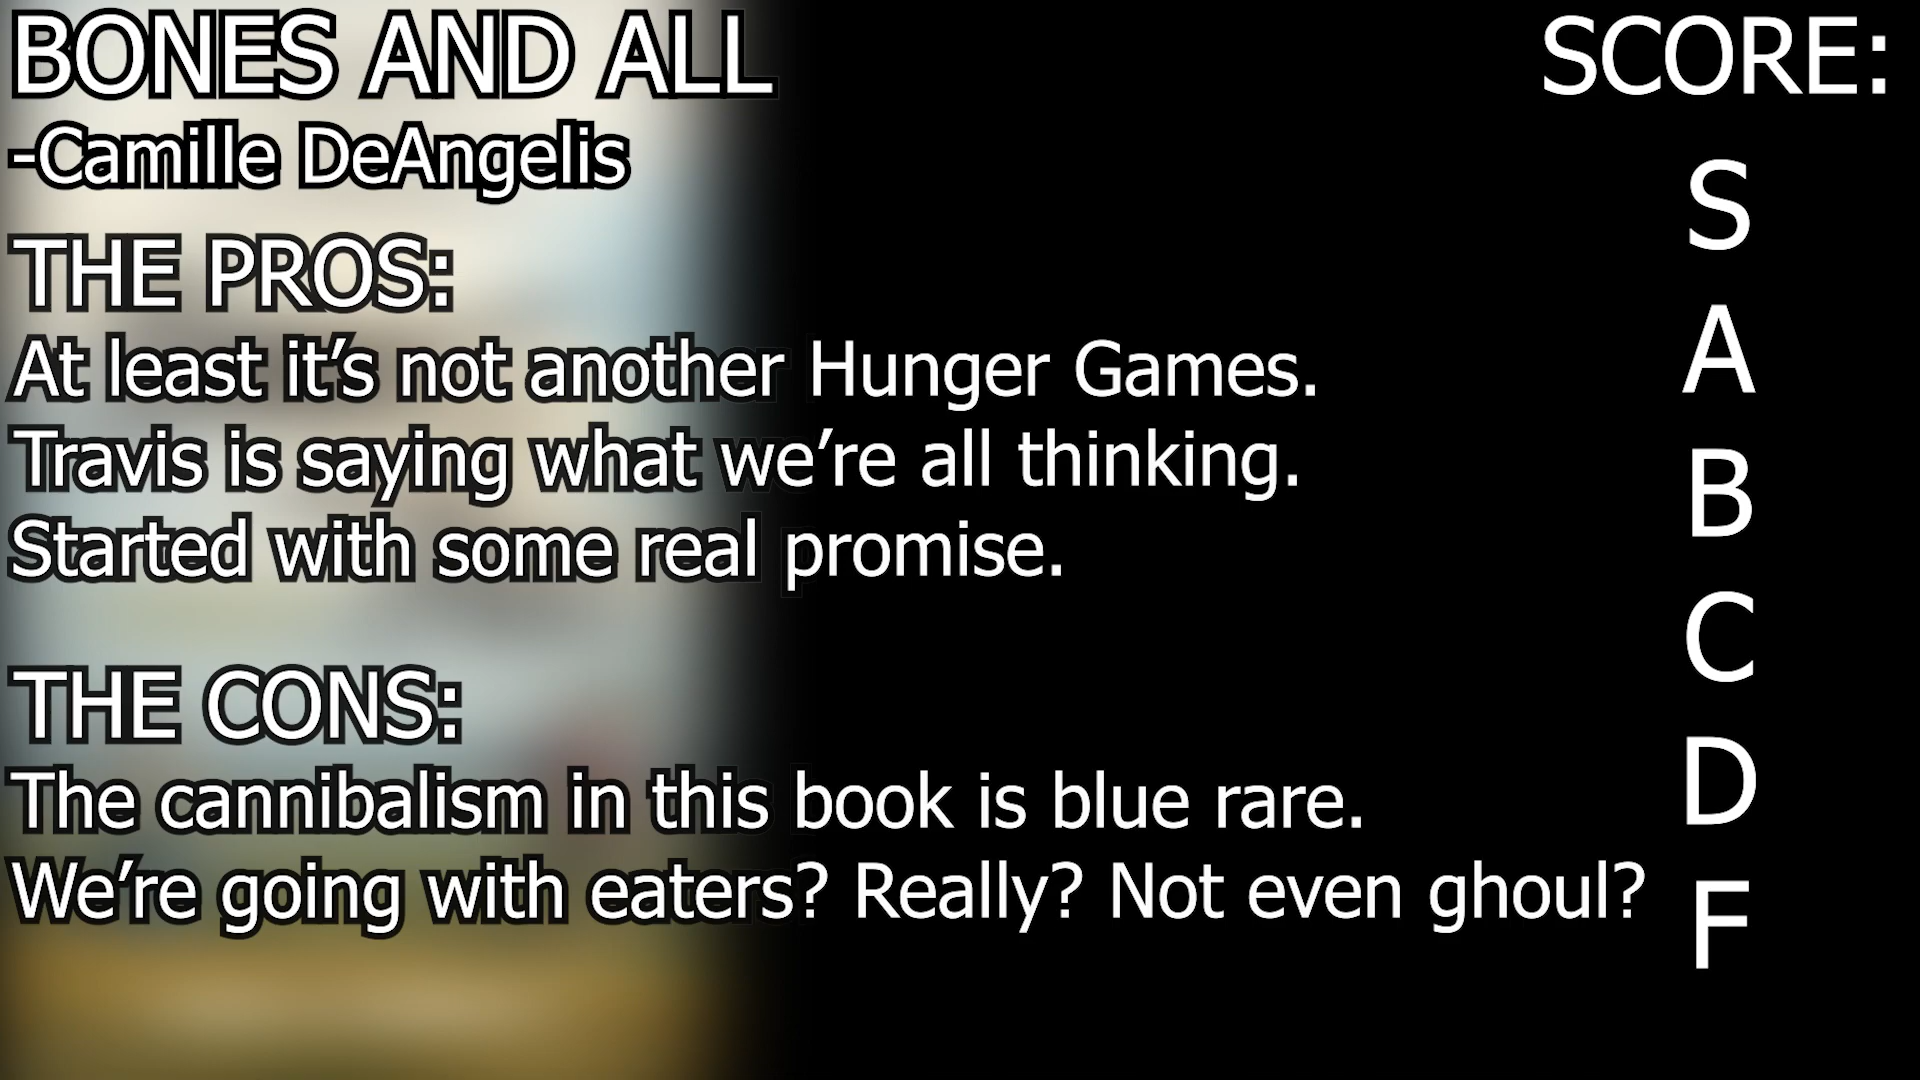 BONES AND ALL
-Camille DeAngelis
THE PROS:
At least it’s not another Hunger Games.
Travis is saying what we’re all thinking.
Started with some real promise.
THE CONS:
The cannibalism in this book is blue rare.
We’re going with eaters? Really? Not even ghoul?
SCORE:
S
A
B
C
D
F